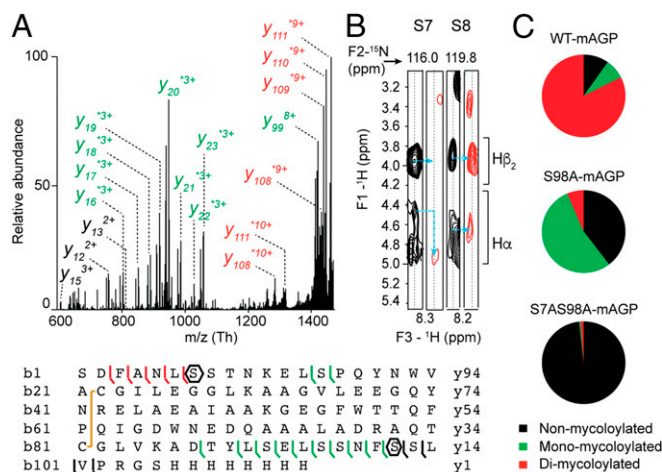 A
B
C
Relative abundance
100
50
0
600
800
1000
1200
1400
m/z (Th)
y15 3+
y12 2+
y13 2+
y16 *3+
y17 *3+
y18 *3+
y19 *3+
y20 *3+
y21 *3+
y22 *3+
y23 *3+
y99 8+
y108 *10+
y111 *10+
y108 *9+
y109 *9+
y110 *9+
y111 *9+
S7 S8
F2-15N (ppm) 116.0 119.8
F1 -1H (ppm)
3.2
3.4
3.6
3.8
4.0
4.2
4.4
4.6
4.8
5.0
5.2
5.4
Hβ2
Hα
8.3 8.2
F3 -1H (ppm)
WT-mAGP
S98A-mAGP
S7AS98A-mAGP
Non-mycoloylated
Mono-mycoloylated
Di-mycoloylated
b1 S D F A N L S S T N K E L S P Q Y N W V y94
b21 A C G I L E G G L K A A G V L E E G Q Y y74
b41 N R E L A E A I A A K G E G F W T T Q F y54
b61 P Q I G D W N E Q A A N A L A D R A Q T y34
b81 C G L V K A D T Y L S E L S S N F S S L y14
b101 V P R G S H H H H H H H H y1